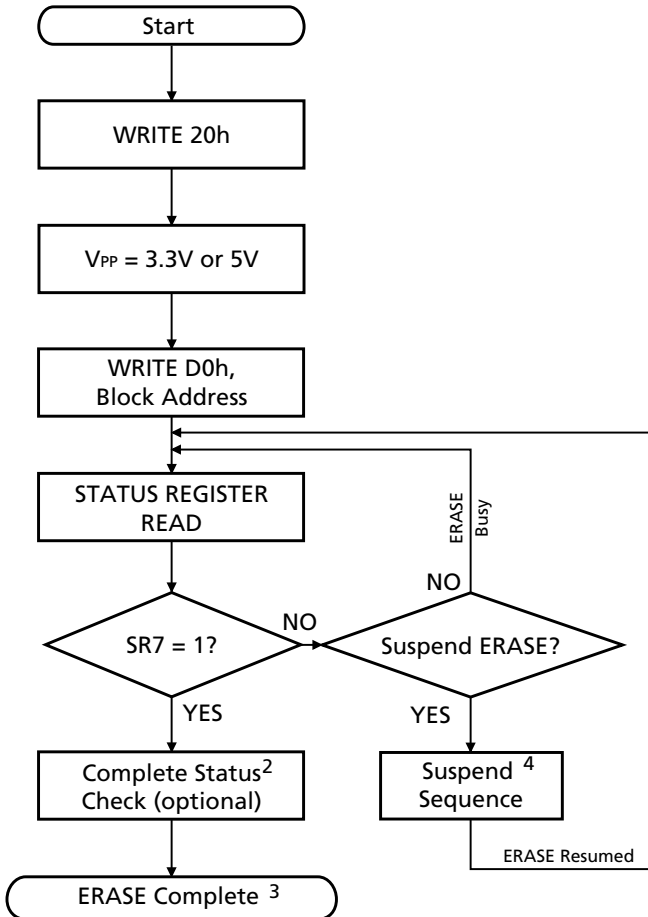 Start
WRITE 20h
VPP = 3.3V or 5V
WRITE D0h,
Block Address
STATUS REGISTER
READ
ERASE
Busy
NO
SR7 = 1?
NO
Suspend ERASE?
YES
YES
Complete Status2
Check (optional)
Suspend 4
Sequence
ERASE Resumed
ERASE Complete 3